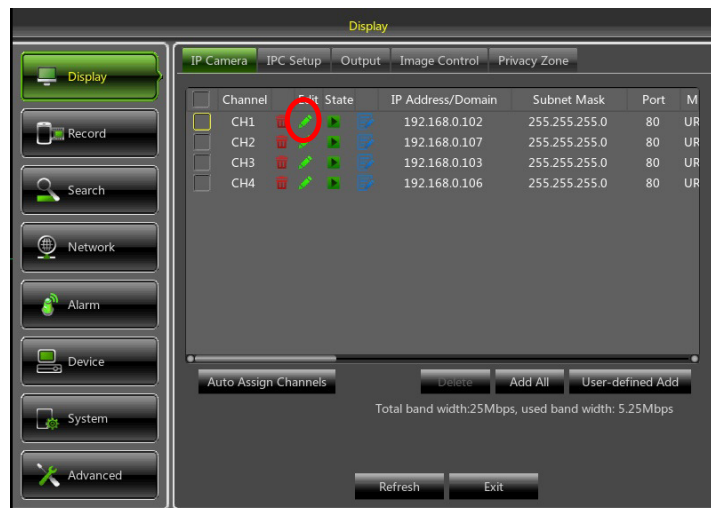 Display
IP Camera IPC Setup Output Image Control Privacy Zone
Display
Record
Search
Network
Alarm
Device
System
Advanced
Channel Edit State IP Address/Domain Subnet Mask Port M
CH1 192.168.0.102 255.255.255.0 80 UR
CH2 192.168.0.107 255.255.255.0 80 UR
CH3 192.168.0.103 255.255.255.0 80 UR
CH4 192.168.0.106 255.255.255.0 80 UR
Auto Assign Channels Delete Add All User-defined Add
Total band width:25Mbps, used band width: 5.25Mbps
Refresh Exit